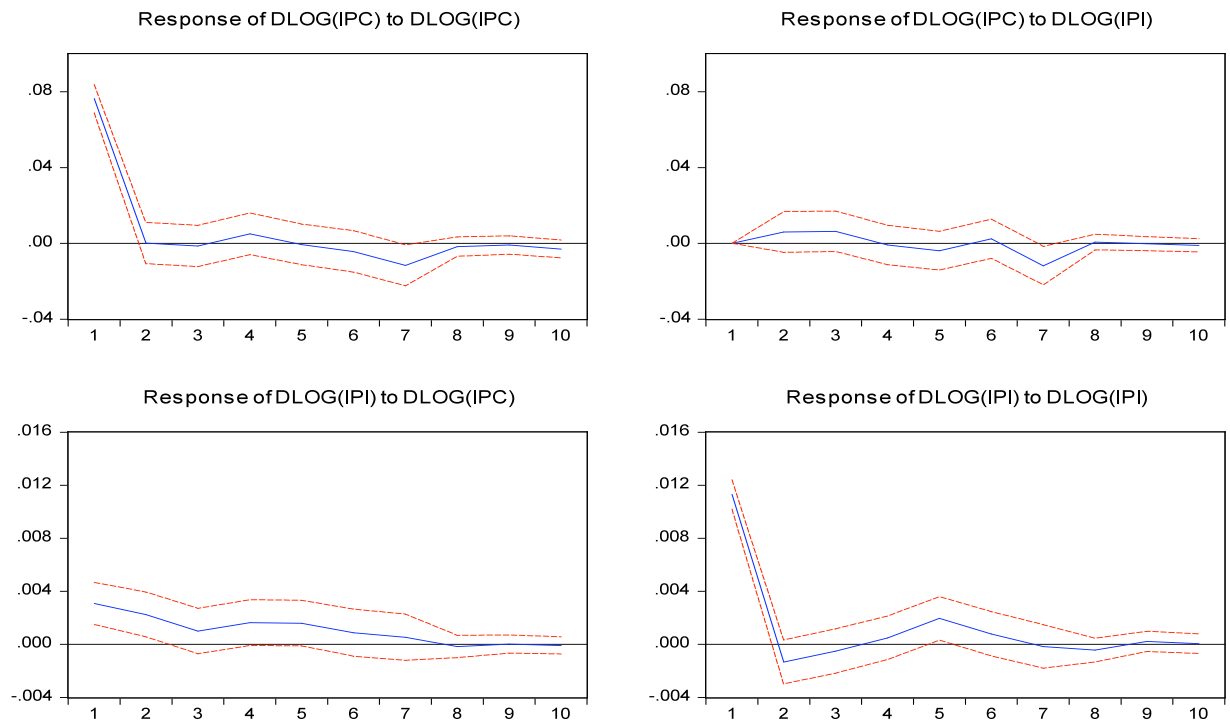 Response of DLOG(IPC) to DLOG(IPC)
.08
.04
.00
-.04
1 2 3 4 5 6 7 8 9 10
Response of DLOG(IPC) to DLOG(IPI)
.08
.04
.00
-.04
1 2 3 4 5 6 7 8 9 10
Response of DLOG(IPI) to DLOG(IPC)
.016
.012
.008
.004
.000
-.004
1 2 3 4 5 6 7 8 9 10
Response of DLOG(IPI) to DLOG(IPI)
.016
.012
.008
.004
.000
-.004
1 2 3 4 5 6 7 8 9 10